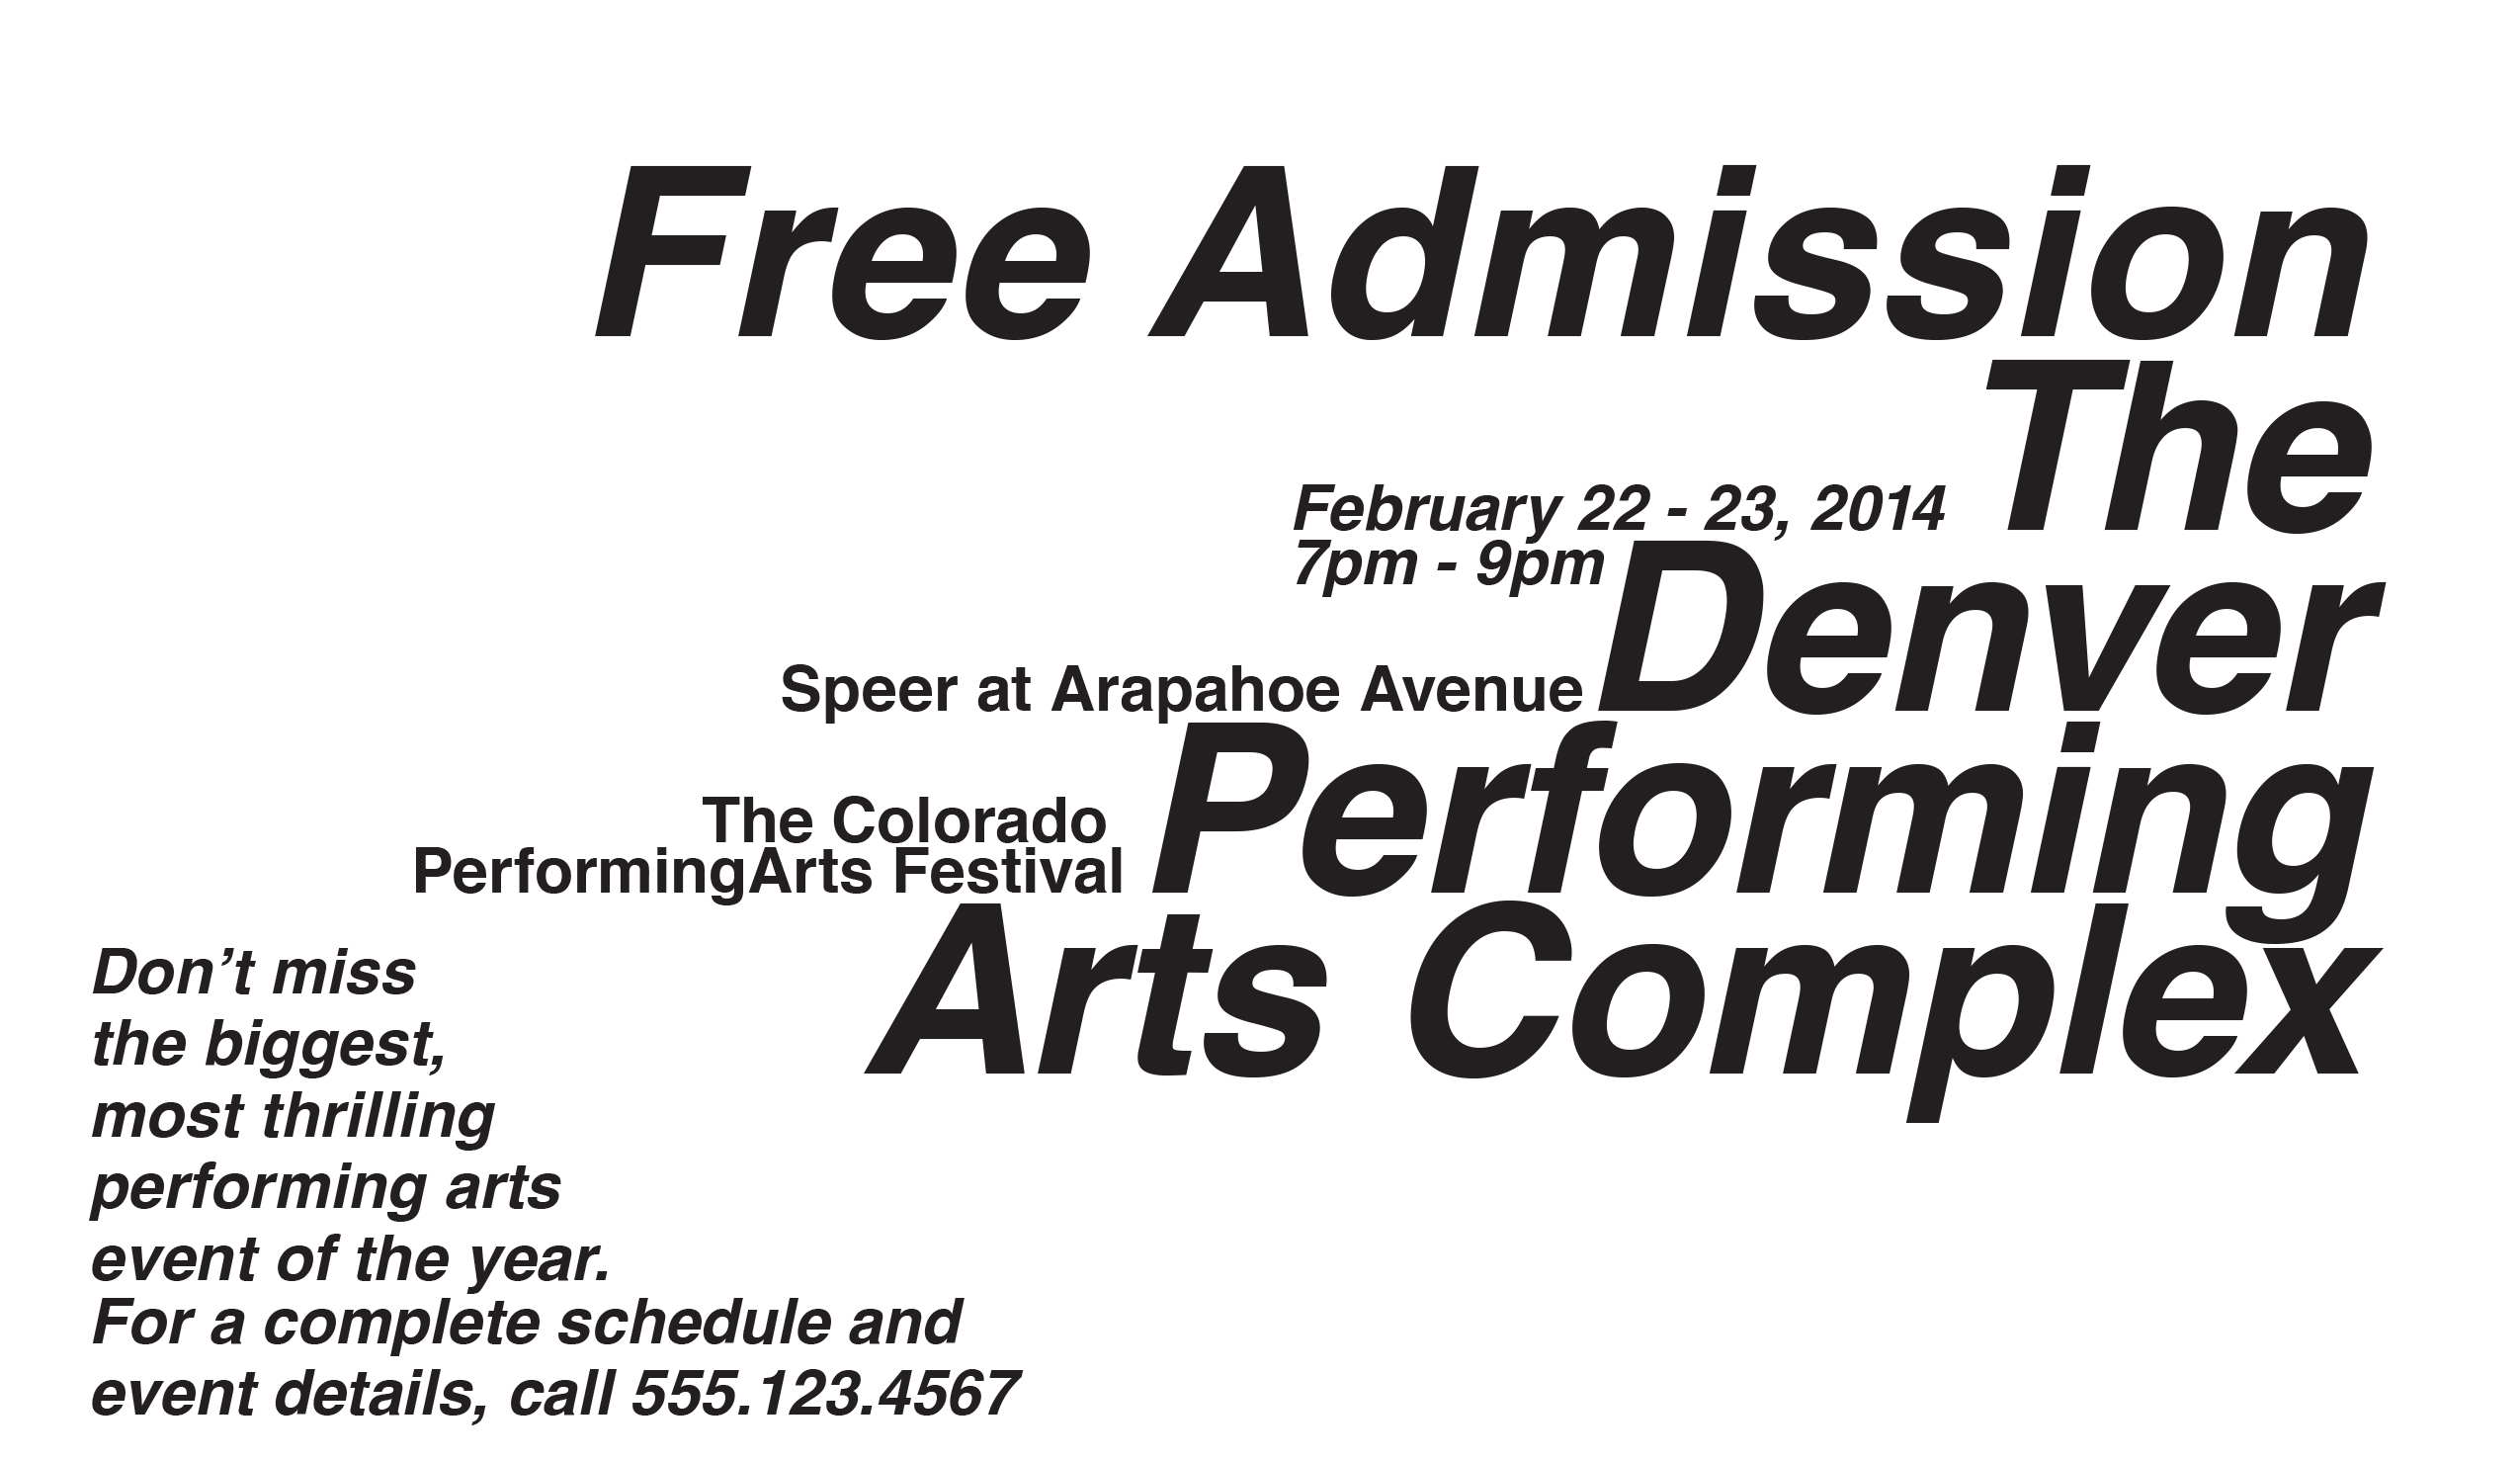 Free Admission
The
February 22 - 23, 2014
7pm - 9pm
Denver
Speer at Arapahoe Avenue
Performing
The Colorado
PerformingArts Festival
Arts Complex
Don’t miss
the biggest,
most thrilling
performing arts
event of the year.
For a complete schedule and
event details, call 555.123.4567